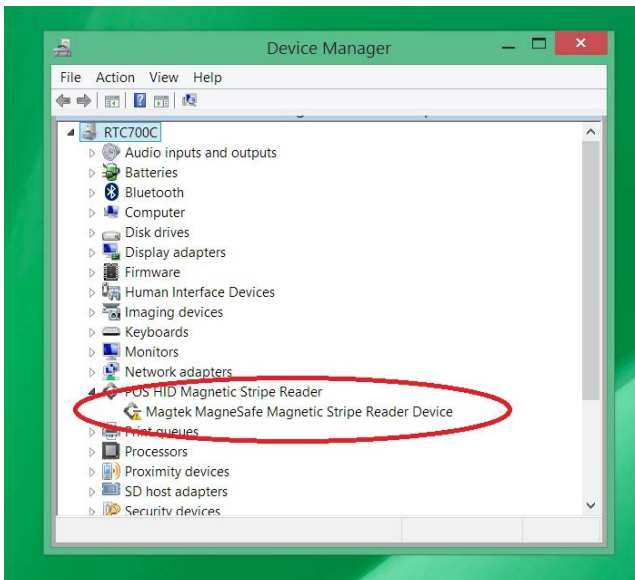 Device Manager
File Action View Help
RTC700C
Audio inputs and outputs
Batteries
Bluetooth
Computer
Disk drives
Display adapters
Firmware
Human Interface Devices
Imaging devices
Keyboards
Monitors
Network adapters
POS HID Magnetic Stripe Reader
Magtek MagneSafe Magnetic Stripe Reader Device
Print queues
Processors
Proximity devices
SD host adapters
Security devices